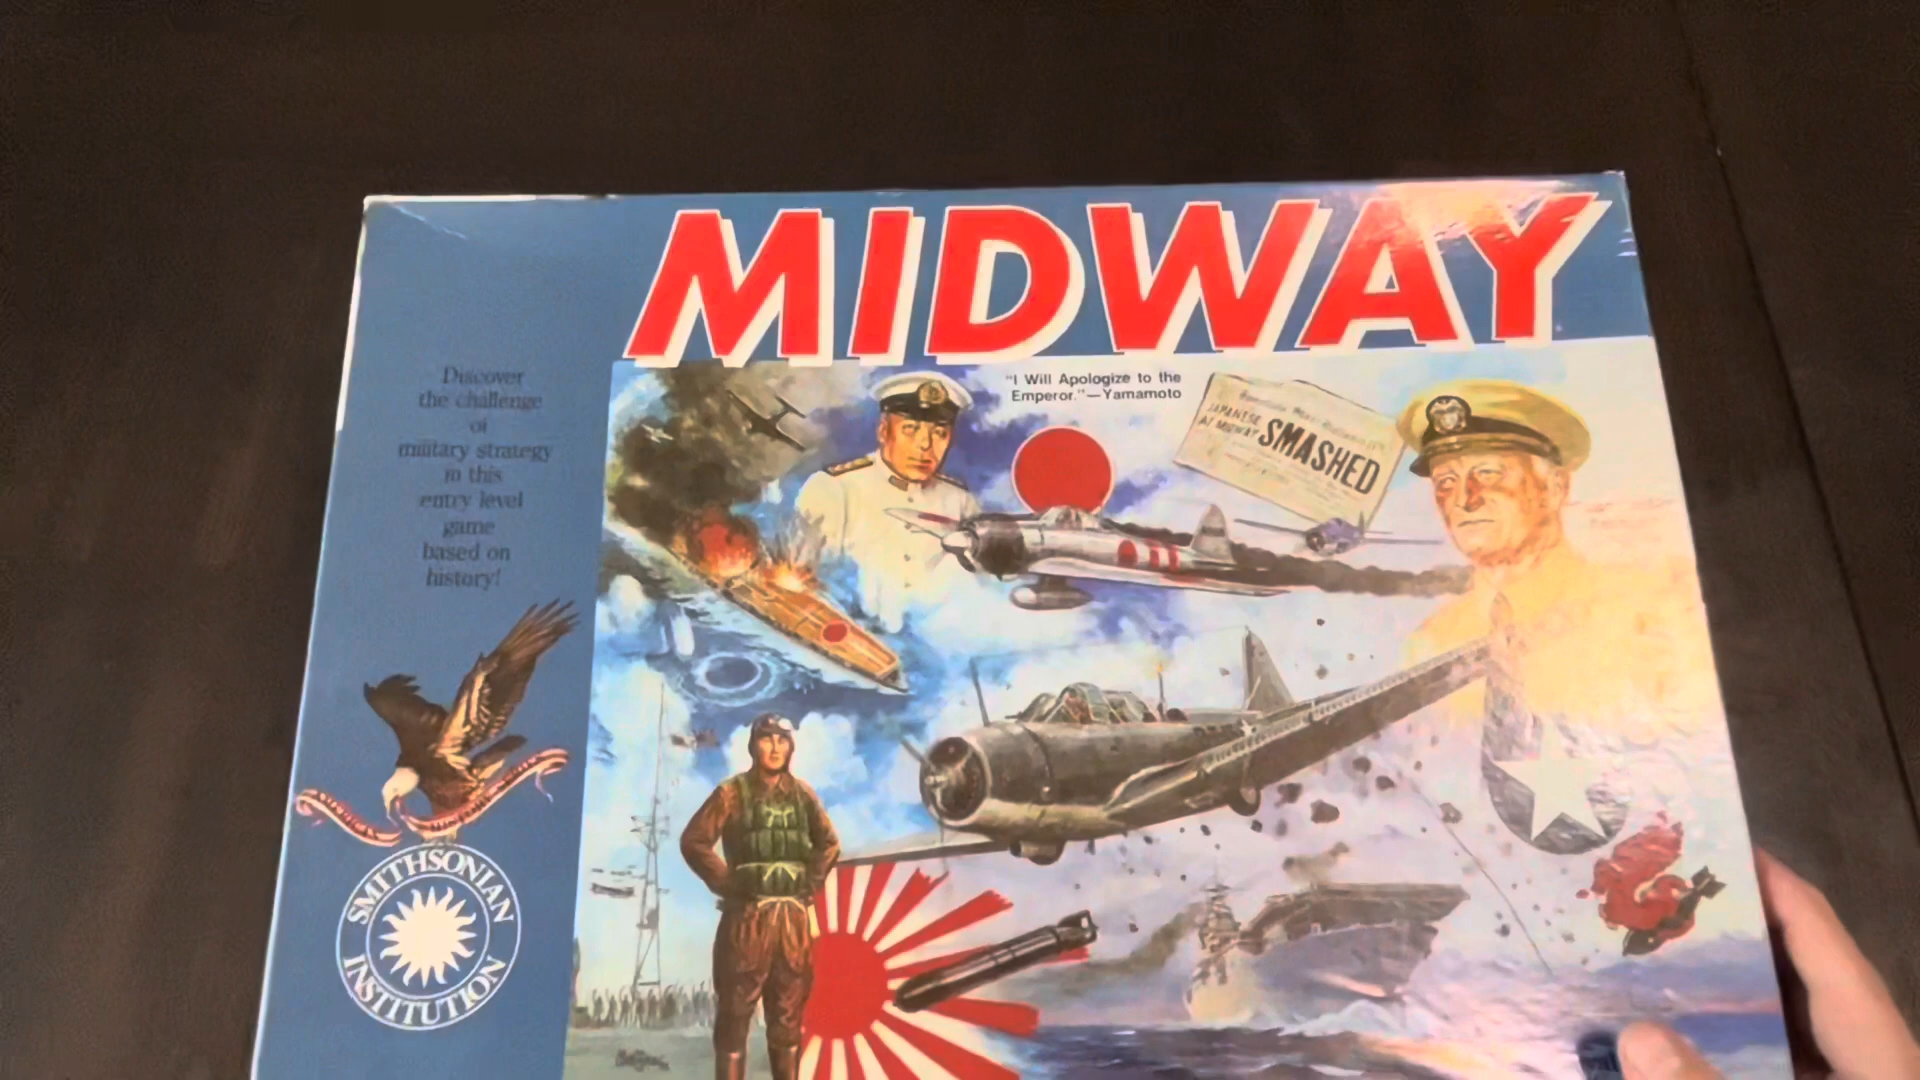 MIDWAY
Discover
the challenge
of
military strategy
in this
entry level
game
based on
history!
"I Will Apologize to the
Emperor."—Yamamoto
JAPANESE
AT MIDWAY SMASHED
SMITHSONIAN
INSTITUTION